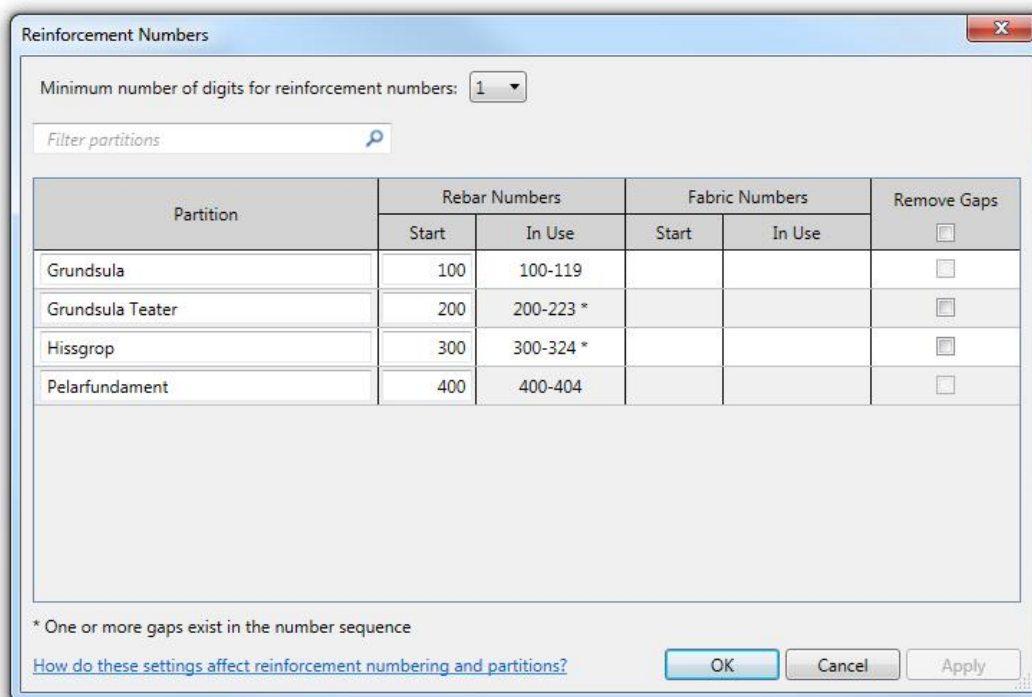 Reinforcement Numbers
Minimum number of digits for reinforcement numbers: 1
Filter partitions
Partition Rebar Numbers Fabric Numbers Remove Gaps
Start In Use Start In Use
Grundsula 100 100-119
Grundsula Teater 200 200-223 *
Hissgrop 300 300-324 *
Pelarfundament 400 400-404
* One or more gaps exist in the number sequence
How do these settings affect reinforcement numbering and partitions? OK Cancel Apply